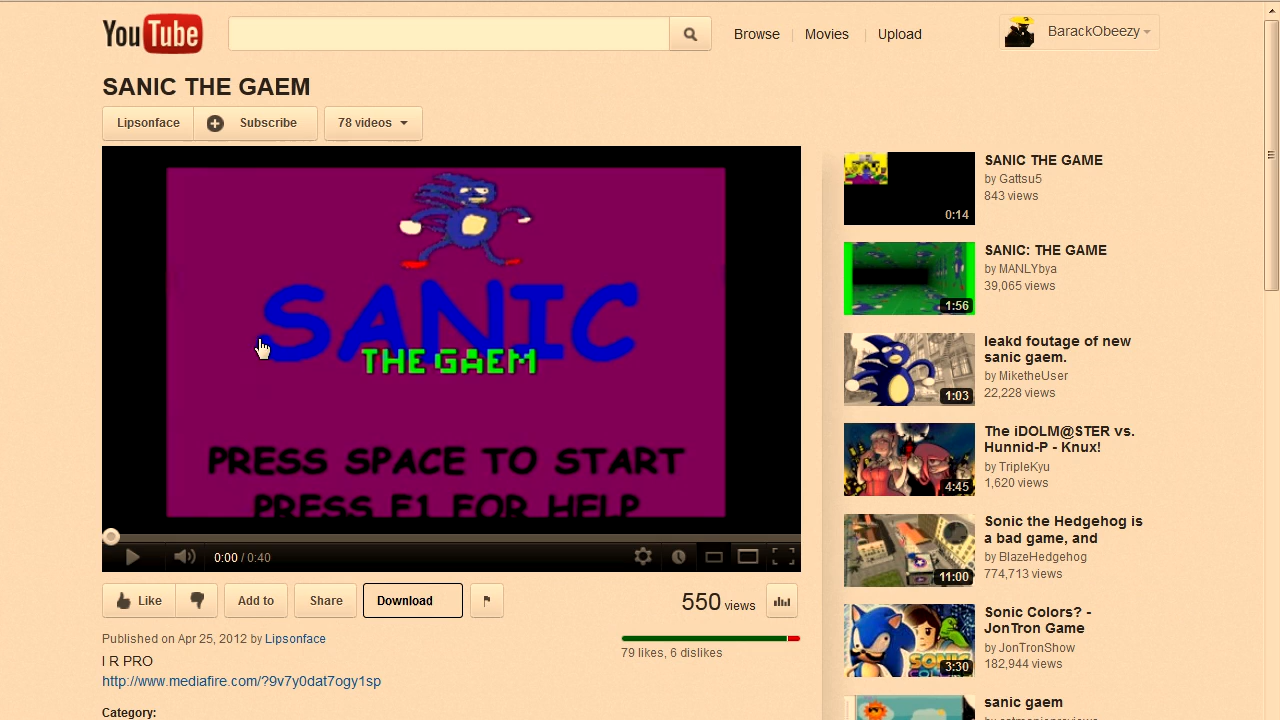 YouTube
Browse
Movies
Upload
BarackObeezy
SANIC THE GAEM
Lipsonface
Subscribe
78 videos
SANIC
THE GAEM
PRESS SPACE TO START
PRESS F1 FOR HELP
0:00 / 0:40
Like
Add to
Share
Download
550 views
Published on Apr 25, 2012 by Lipsonface
79 likes, 6 dislikes
I R PRO
http://www.mediafire.com/?9v7y0dat7ogy1sp
Category:
SANIC THE GAME
by Gattsu5
843 views
0:14
SANIC: THE GAME
by MANLYbya
39,065 views
1:56
leakd foutage of new
sanic gaem.
by MiketheUser
22,228 views
1:03
The iDOLM@STER vs.
Hunnid-P - Knux!
by TripleKyu
1,620 views
4:45
Sonic the Hedgehog is
a bad game, and
by BlazeHedgehog
774,713 views
11:00
Sonic Colors? -
JonTron Game
by JonTronShow
182,944 views
3:30
sanic gaem